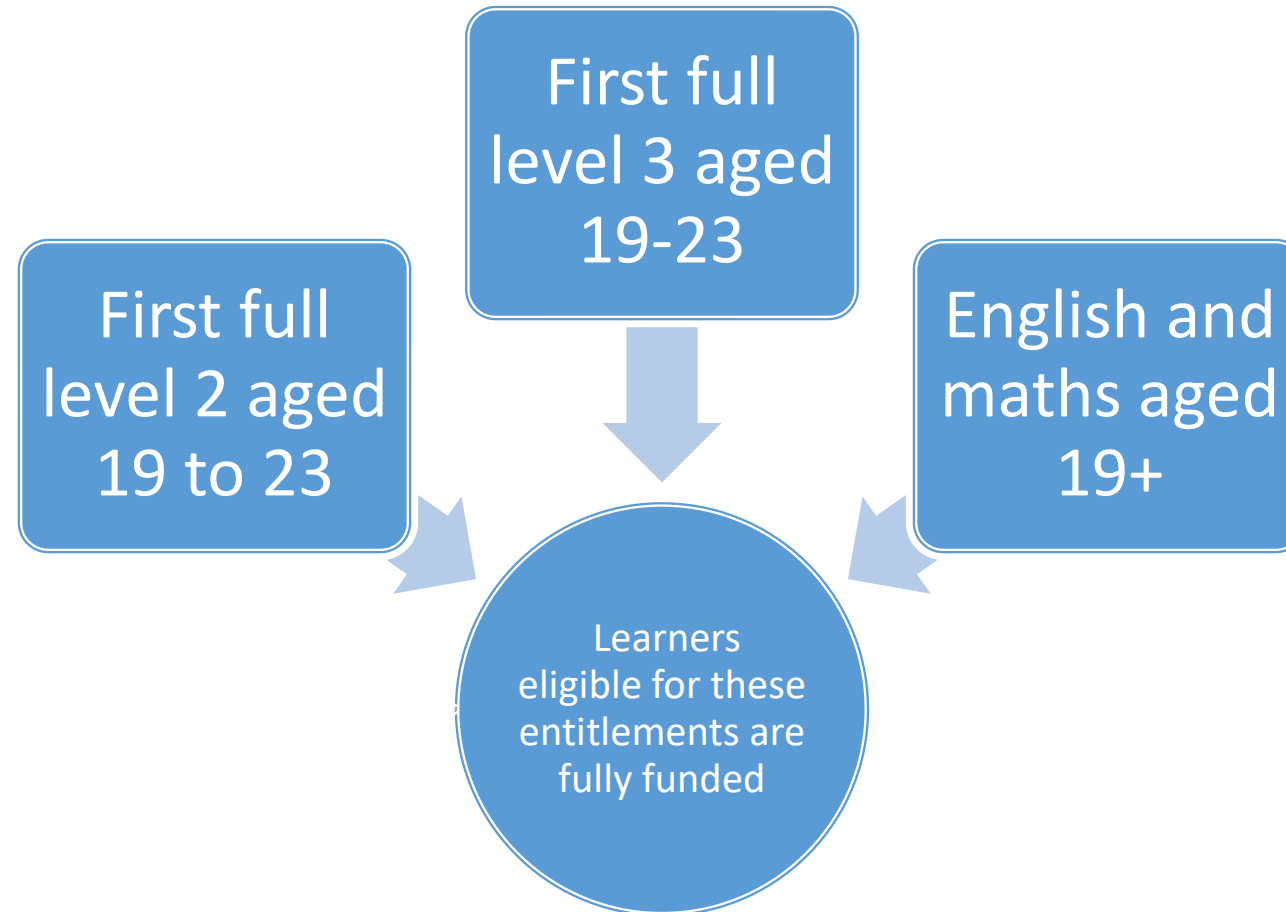 First full
level 3 aged
19-23
First full
level 2 aged
19 to 23
English and
maths aged
19+
Learners
eligible for these
entitlements are
fully funded